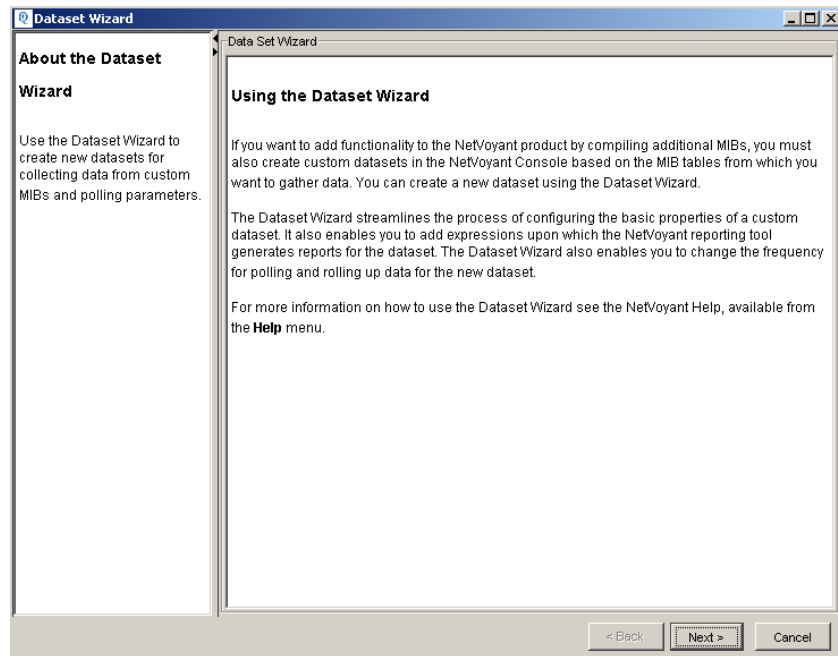 Dataset Wizard
About the Dataset
Wizard
Use the Dataset Wizard to
create new datasets for
collecting data from custom
MIBs and polling parameters.
Data Set Wizard
Using the Dataset Wizard
If you want to add functionality to the NetVoyant product by compiling additional MIBs, you must
also create custom datasets in the NetVoyant Console based on the MIB tables from which you
want to gather data. You can create a new dataset using the Dataset Wizard.
The Dataset Wizard streamlines the process of configuring the basic properties of a custom
dataset. It also enables you to add expressions upon which the NetVoyant reporting tool
generates reports for the dataset. The Dataset Wizard also enables you to change the frequency
for polling and rolling up data for the new dataset.
For more information on how to use the Dataset Wizard see the NetVoyant Help, available from
the Help menu.
< Back
Next >
Cancel